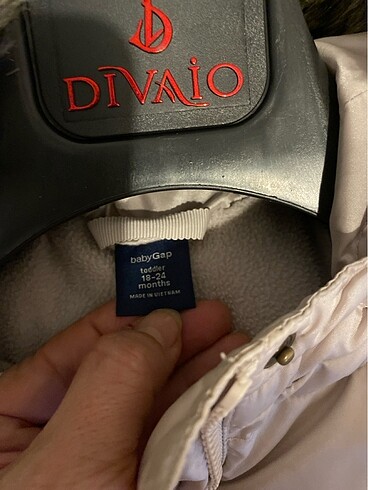 DIVAIO
babyGap
toddler
18-24
months
MADE IN VIETNAM